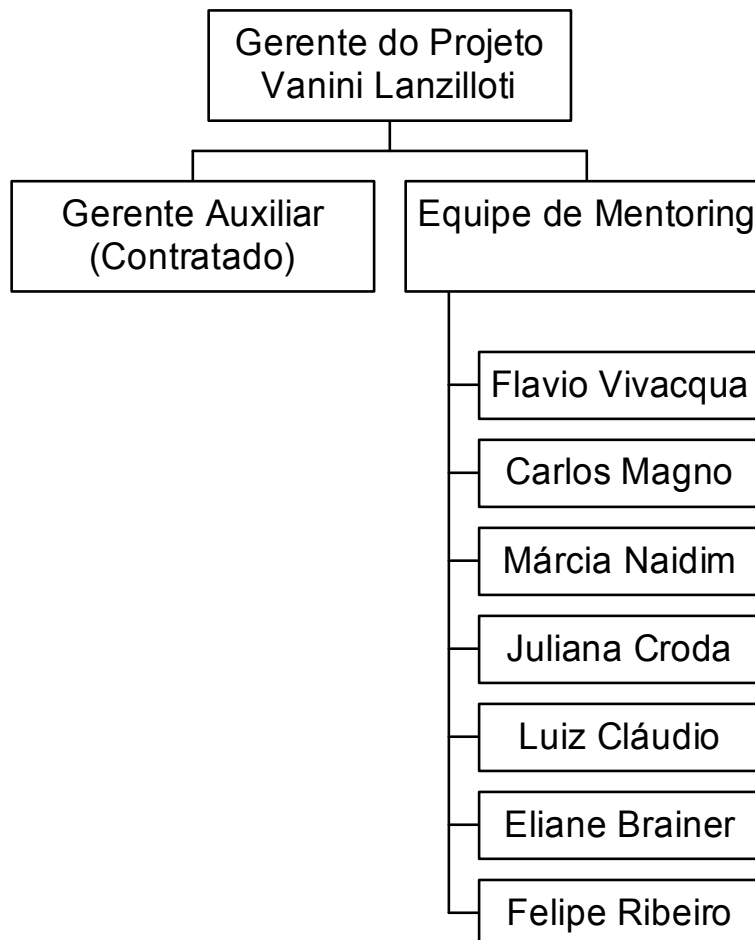 Gerente do Projeto
Vanini Lanzilloti
Gerente Auxiliar
(Contratado)
Equipe de Mentoring
Flavio Vivacqua
Carlos Magno
Márcia Naidim
Juliana Croda
Luiz Cláudio
Eliane Brainer
Felipe Ribeiro